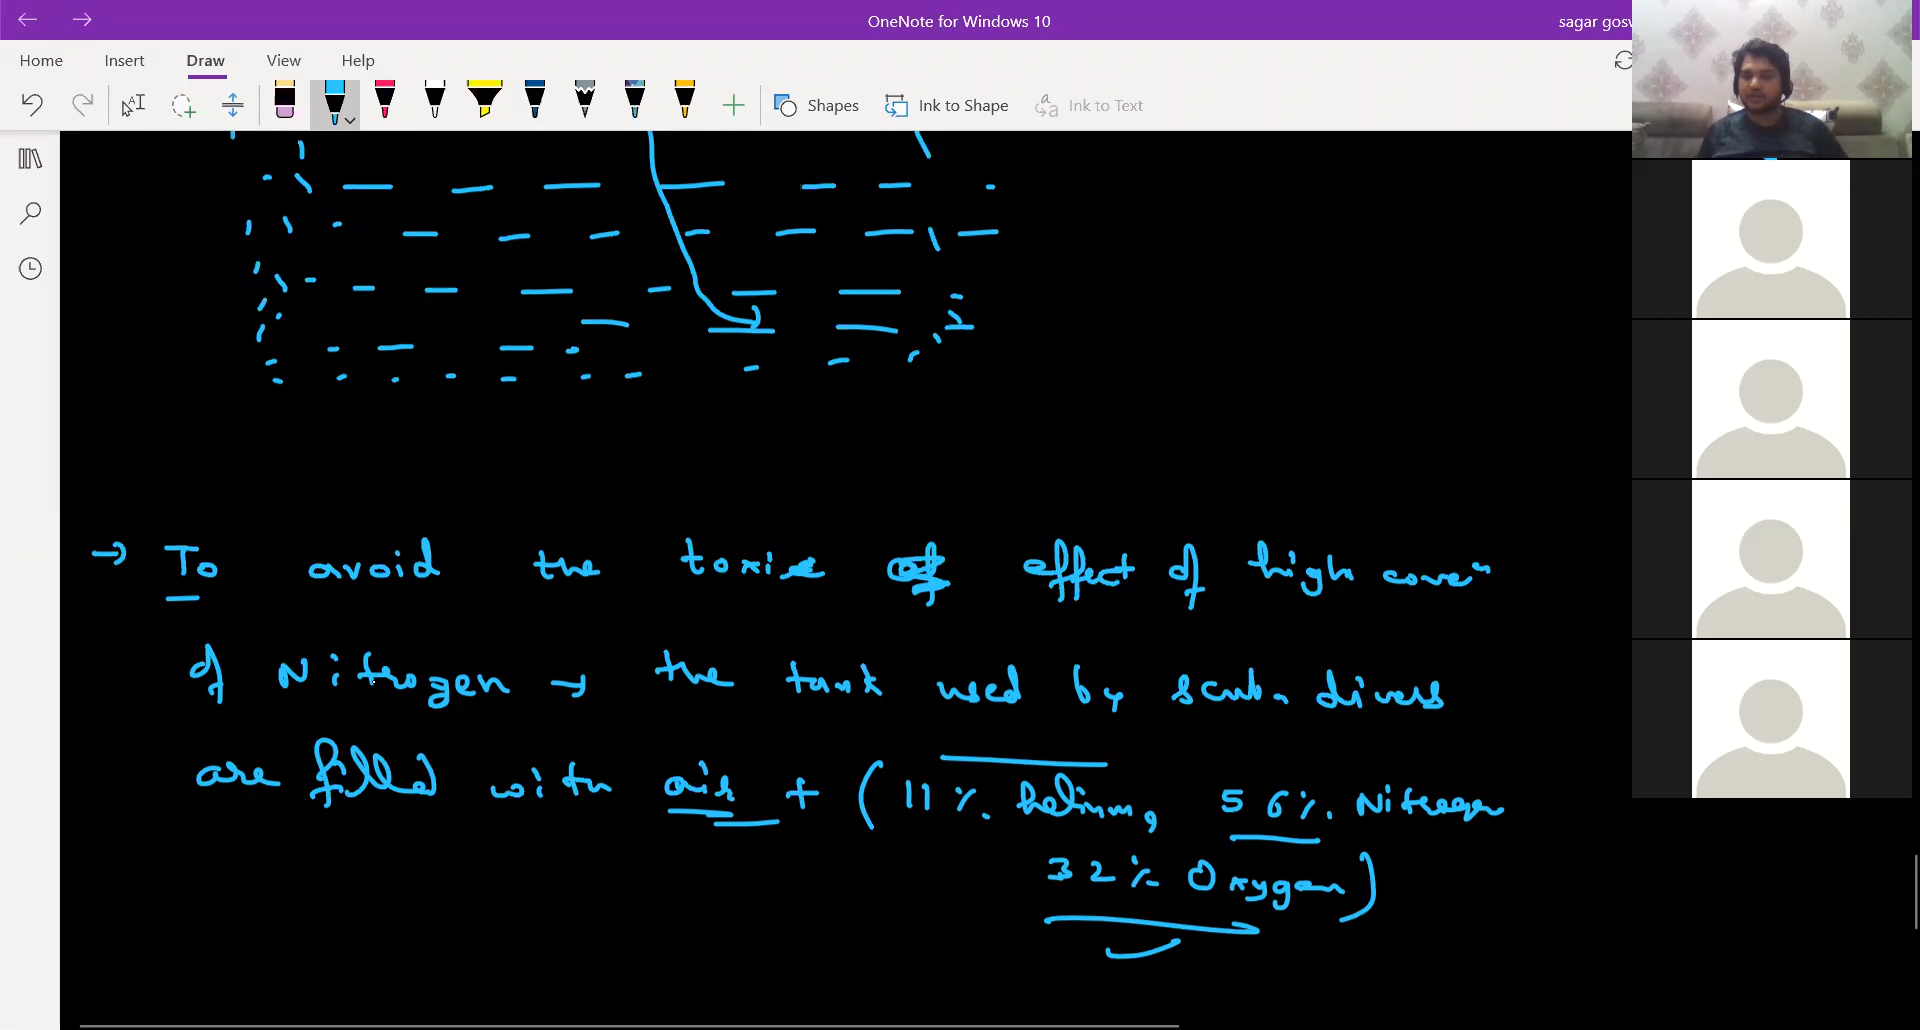 OneNote for Windows 10
sagar gosw
Home Insert Draw View Help
Shapes Ink to Shape Ink to Text
→ To avoid the toxic effect of high concn
of Nitrogen → the tank used by scuba divers
are filled with air + (11%. helium, 56%. Nitrogen
32% Oxygen)